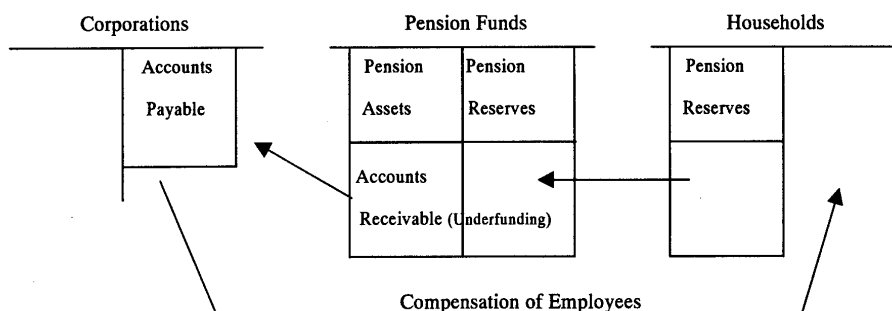 Corporations Pension Funds Households
Accounts Pension Pension Pension
Payable Assets Reserves Reserves
Accounts
Receivable (Underfunding)
Compensation of Employees